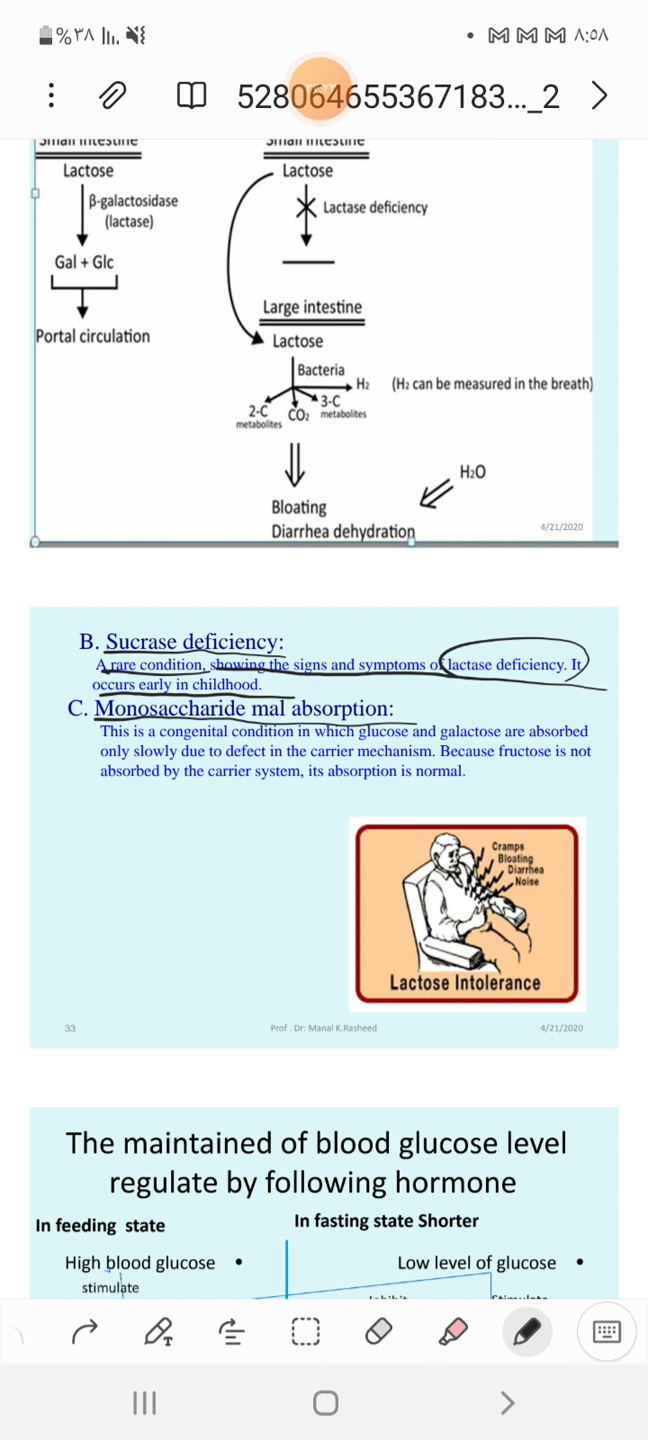 %٣٨
٨:٥٨
528064655367183..._2
Small intestine
Small intestine
Lactose
Lactose
β-galactosidase
(lactase)
Lactase deficiency
Gal + Glc
Portal circulation
Large intestine
Lactose
Bacteria
H₂ (H₂ can be measured in the breath)
2-C
metabolites
CO₂
3-C
metabolites
H₂O
Bloating
Diarrhea dehydration
4/21/2020
B. Sucrase deficiency:
A rare condition, showing the signs and symptoms of lactase deficiency. It
occurs early in childhood.
C. Monosaccharide mal absorption:
This is a congenital condition in which glucose and galactose are absorbed
only slowly due to defect in the carrier mechanism. Because fructose is not
absorbed by the carrier system, its absorption is normal.
Cramps
Bloating
Diarrhea
Noise
Lactose Intolerance
33
Prof . Dr: Manal K.Rasheed
4/21/2020
The maintained of blood glucose level
regulate by following hormone
In feeding state
In fasting state Shorter
High blood glucose •
Low level of glucose •
stimulate